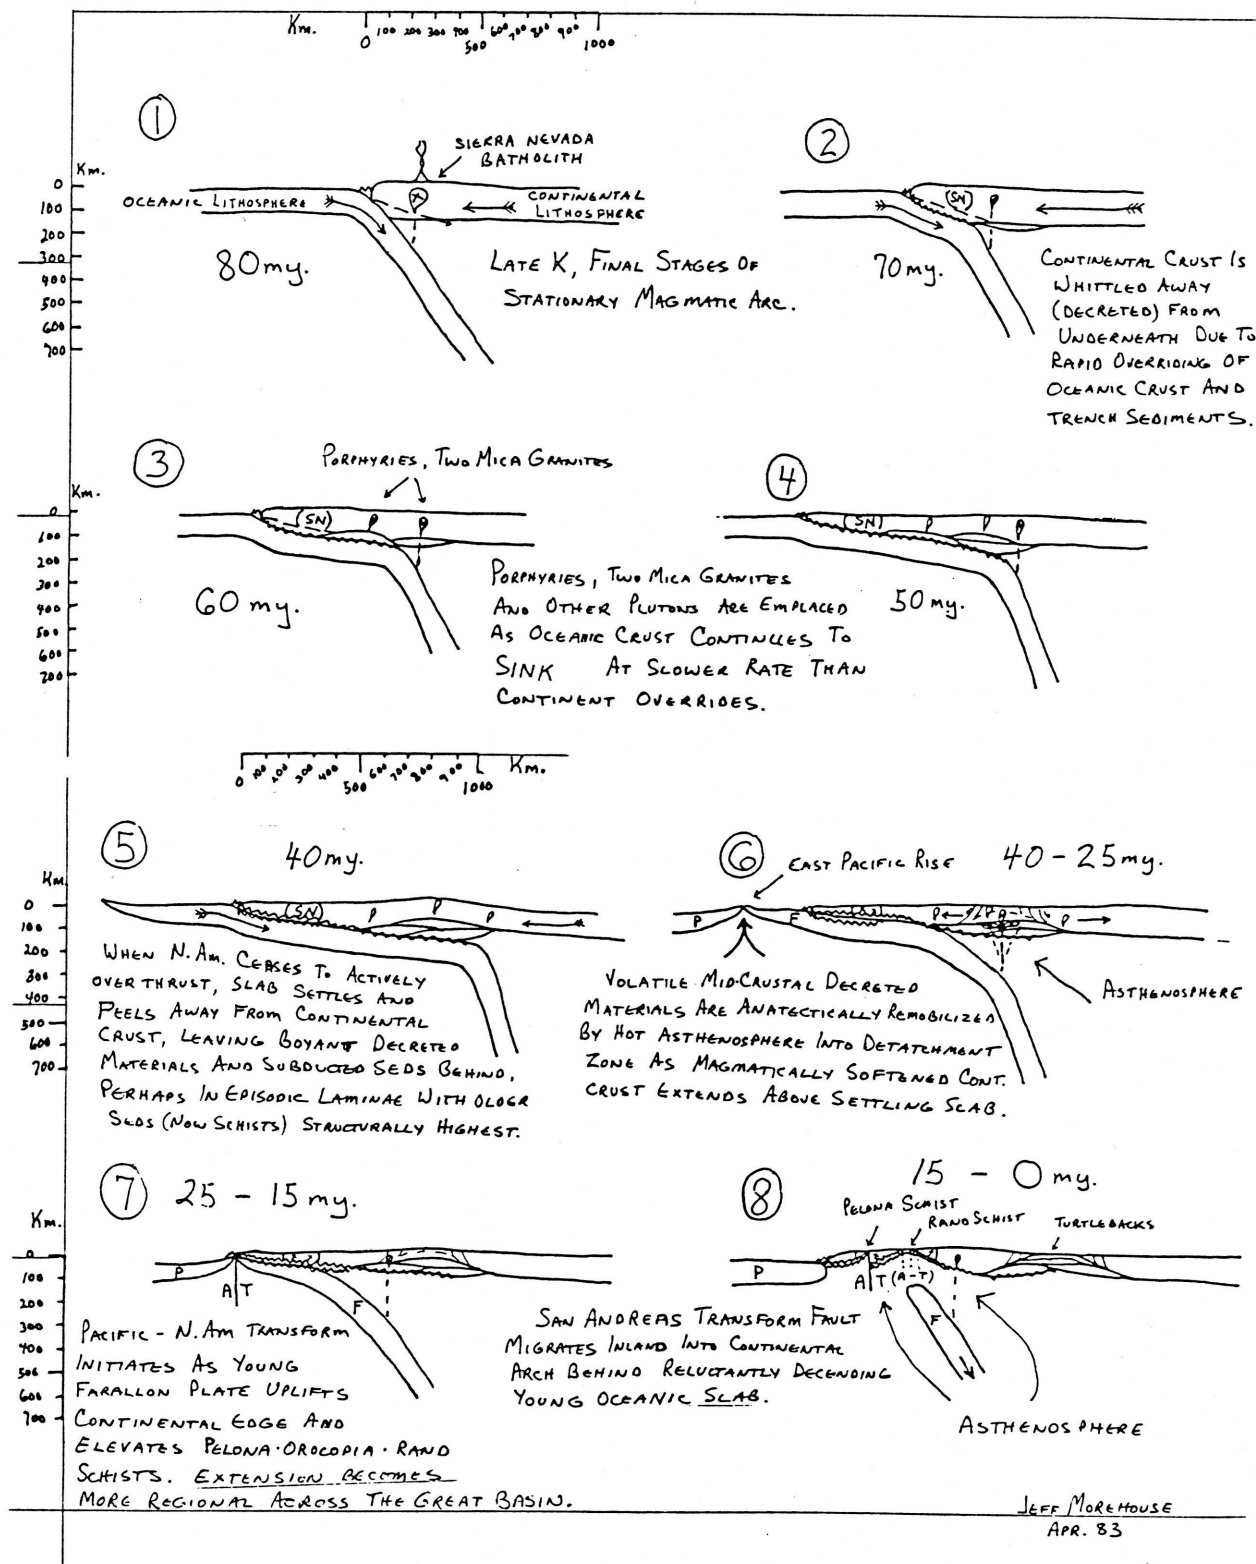 Km.
0 100 200 300 400 500 600 700 800 900 1000
①
SIERRA NEVADA
BATHOLITH
Km.
0
100
200
300
400
500
600
700
OCEANIC LITHOSPHERE
X
CONTINENTAL
LITHOSPHERE
80my.
LATE K, FINAL STAGES OF
STATIONARY MAGMATIC ARC.
②
(SN) P
70my.
CONTINENTAL CRUST IS
WHITTLED AWAY
(DECRETED) FROM
UNDERNEATH DUE TO
RAPID OVERRIDING OF
OCEANIC CRUST AND
TRENCH SEDIMENTS.
③
PORPHYRIES, TWO MICA GRANITES
Km.
0
100
200
300
400
500
600
700
(SN) P P
60my.
PORPHYRIES, TWO MICA GRANITES
AND OTHER PLUTONS ARE EMPLACED
AS OCEANIC CRUST CONTINUES TO
SINK AT SLOWER RATE THAN
CONTINENT OVERRIDES.
④
(SN) P P P
50my.
0 100 200 300 400 500 600 700 800 900 1000 Km.
⑤
40my.
Km.
0
100
200
300
400
500
600
700
(SN) P P P
WHEN N.AM. CEASES TO ACTIVELY
OVERTHRUST, SLAB SETTLES AND
PEELS AWAY FROM CONTINENTAL
CRUST, LEAVING BOYANT DECRETED
MATERIALS AND SUBDUCTED SEDS BEHIND,
PERHAPS IN EPISODIC LAMINAE WITH OLDER
SEDS (NOW SCHISTS) STRUCTURALLY HIGHEST.
⑥
EAST PACIFIC RISE
40-25my.
P F P P P P
ASTHENOSPHERE
VOLATILE MID-CRUSTAL DECRETED
MATERIALS ARE ANATECTICALLY REMOBILIZED
BY HOT ASTHENOSPHERE INTO DETATCHMENT
ZONE AS MAGMATICALLY SOFTENED CONT.
CRUST EXTENDS ABOVE SETTLING SLAB.
⑦
25 - 15my.
Km.
0
100
200
300
400
500
600
700
P A|T F P
PACIFIC - N.AM TRANSFORM
INITIATES AS YOUNG
FARALLON PLATE UPLIFTS
CONTINENTAL EDGE AND
ELEVATES PELONA·OROCOPIA·RAND
SCHISTS. EXTENSION BECOMES
MORE REGIONAL ACROSS THE GREAT BASIN.
⑧
15 - 0my.
PELONA SCHIST
RAND SCHIST
TURTLEBACKS
P A|T (A-T) F P
SAN ANDREAS TRANSFORM FAULT
MIGRATES INLAND INTO CONTINENTAL
ARCH BEHIND RELUCTANTLY DECENDING
YOUNG OCEANIC SLAB.
ASTHENOSPHERE
JEFF MOREHOUSE
APR. 83